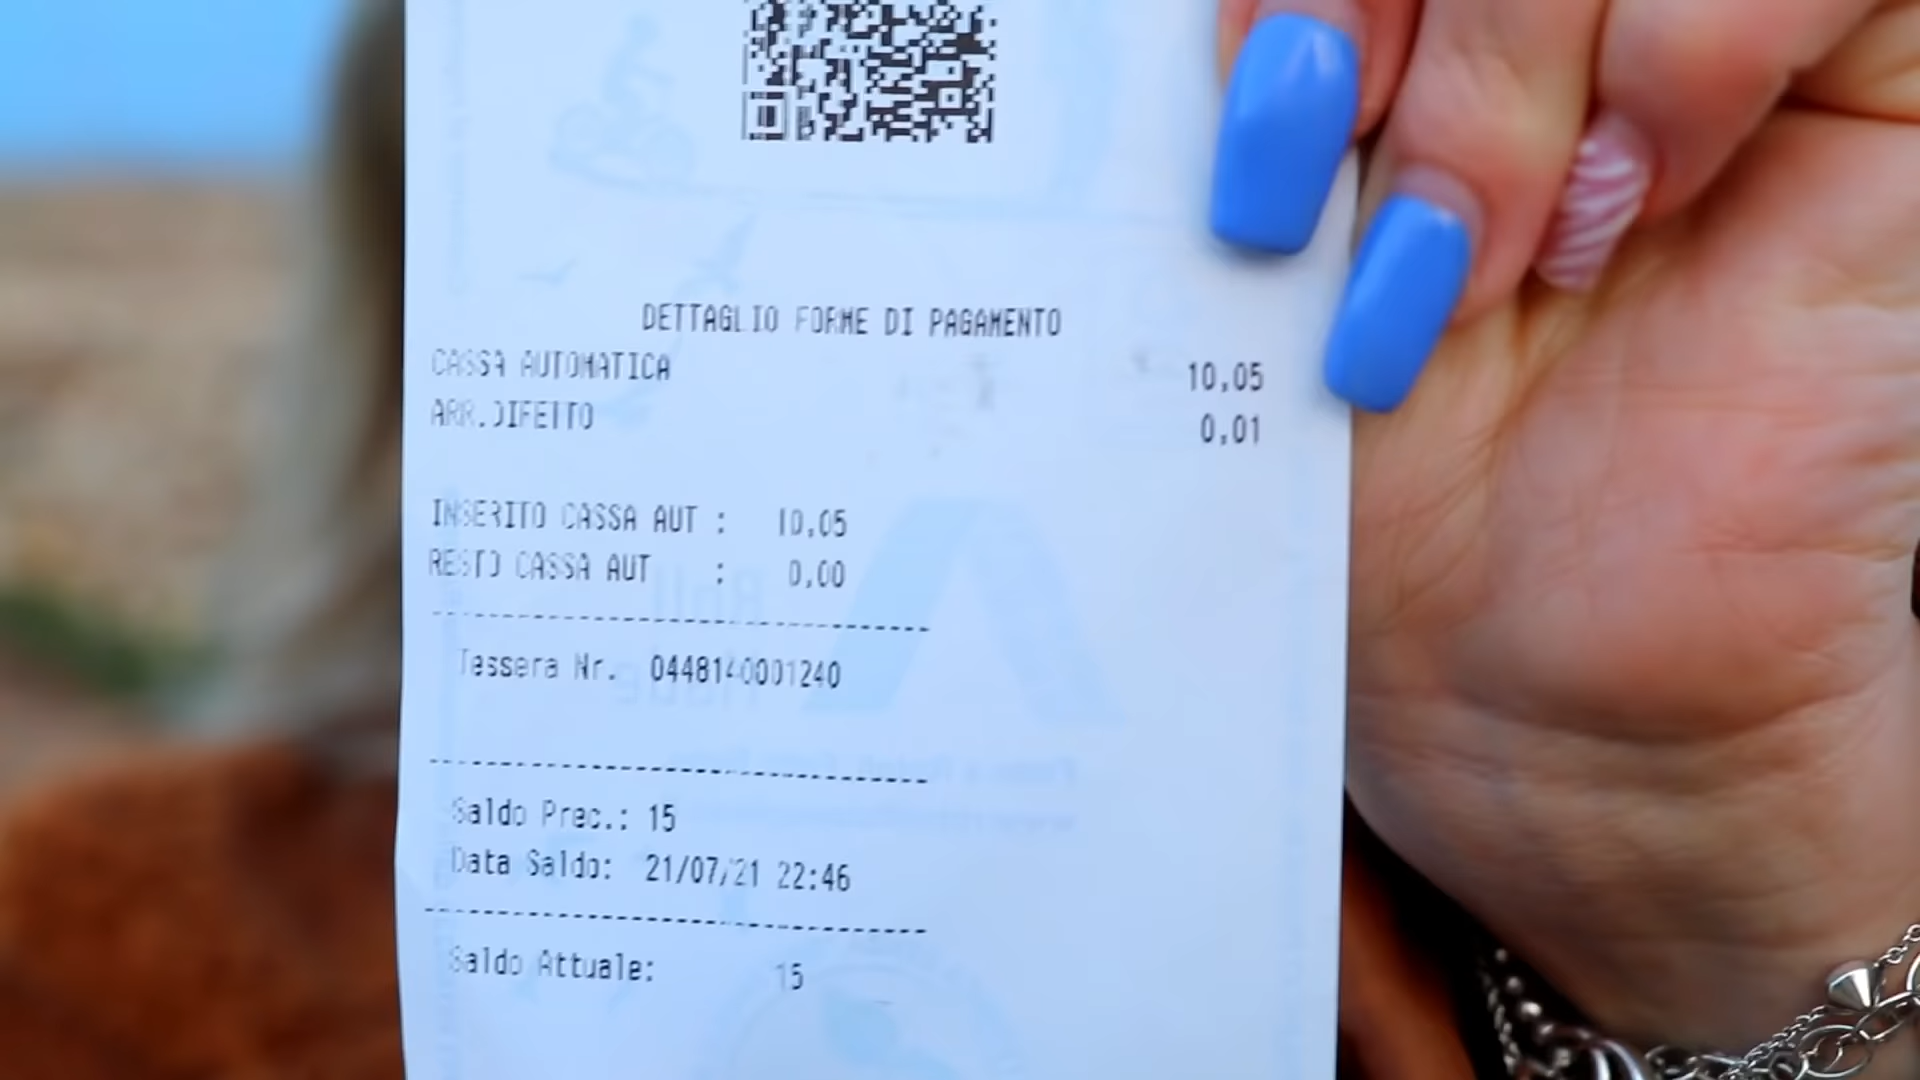 DETTAGLIO FORME DI PAGAMENTO
CASSA AUTOMATICA 10,05
ARR.DIFETTO 0,01
INSERITO CASSA AUT : 10,05
RESTO CASSA AUT : 0,00
Tessera Nr. 0448140001240
Saldo Prec.: 15
Data Saldo: 21/07/21 22:46
Saldo Attuale: 15